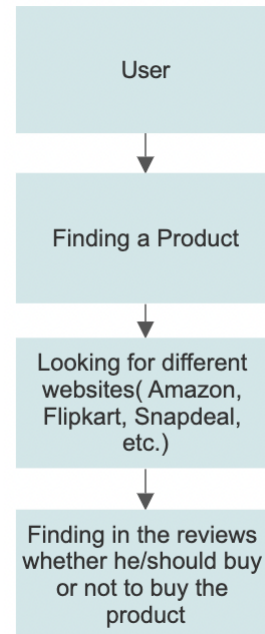 User
Finding a Product
Looking for different
websites( Amazon,
Flipkart, Snapdeal,
etc.)
Finding in the reviews
whether he/should buy
or not to buy the
product